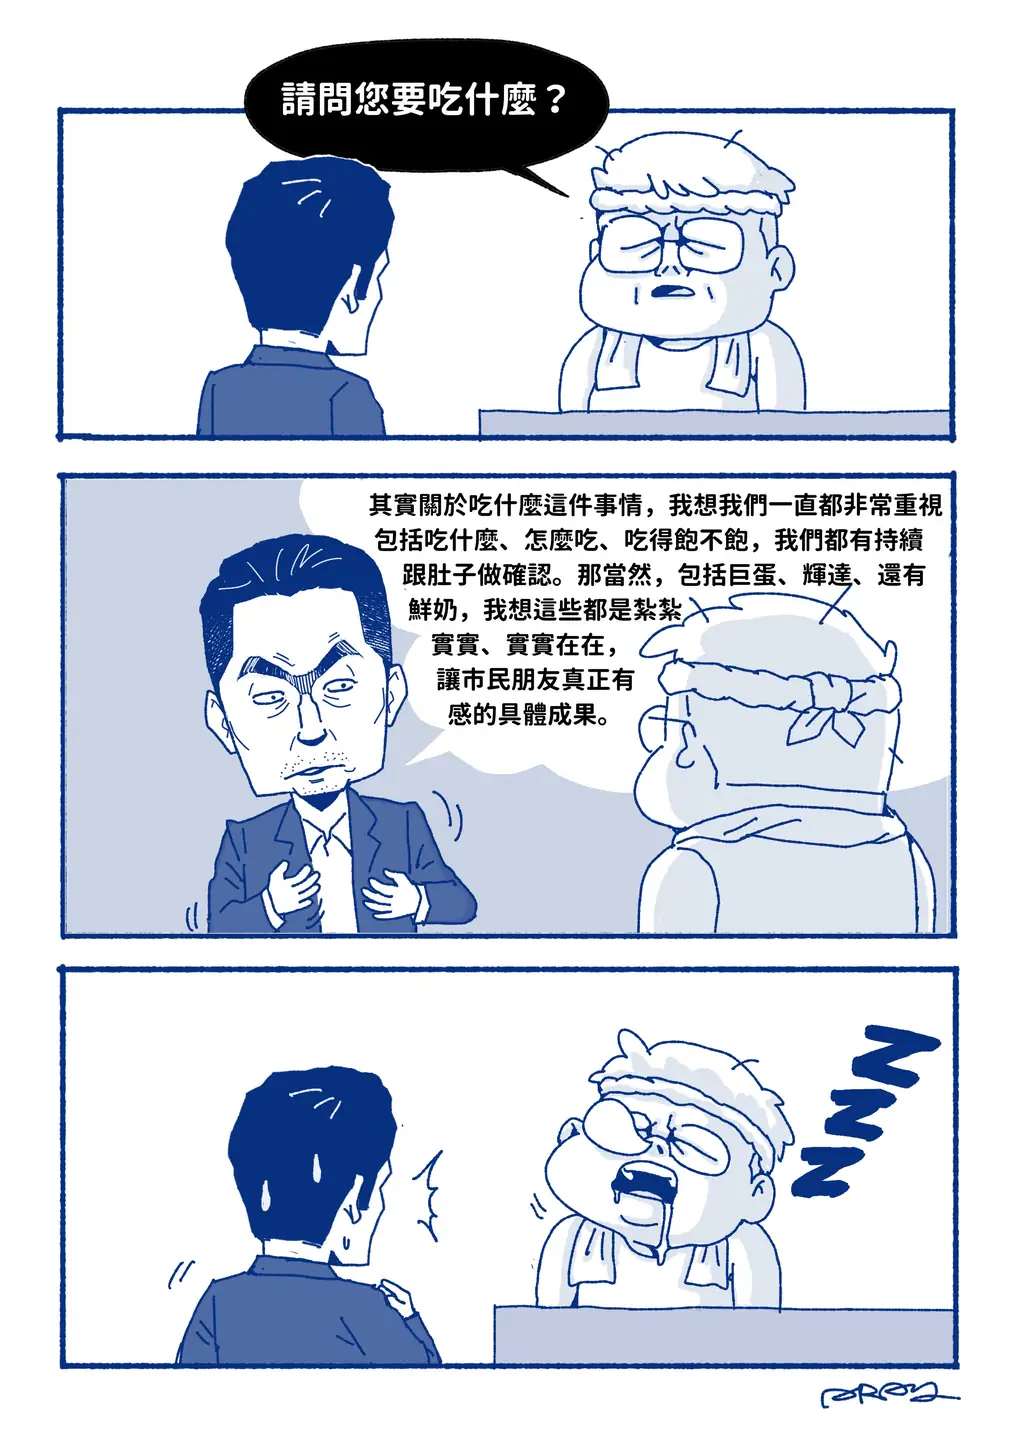 請問您要吃什麼？
其實關於吃什麼這件事情，我想我們一直都非常重視
包括吃什麼、怎麼吃、吃得飽不飽，我們都有持續
跟肚子做確認。那當然，包括巨蛋、輝達、還有
鮮奶，我想這些都是紮紮
實實、實實在在，
讓市民朋友真正有
感的具體成果。
ZZZ